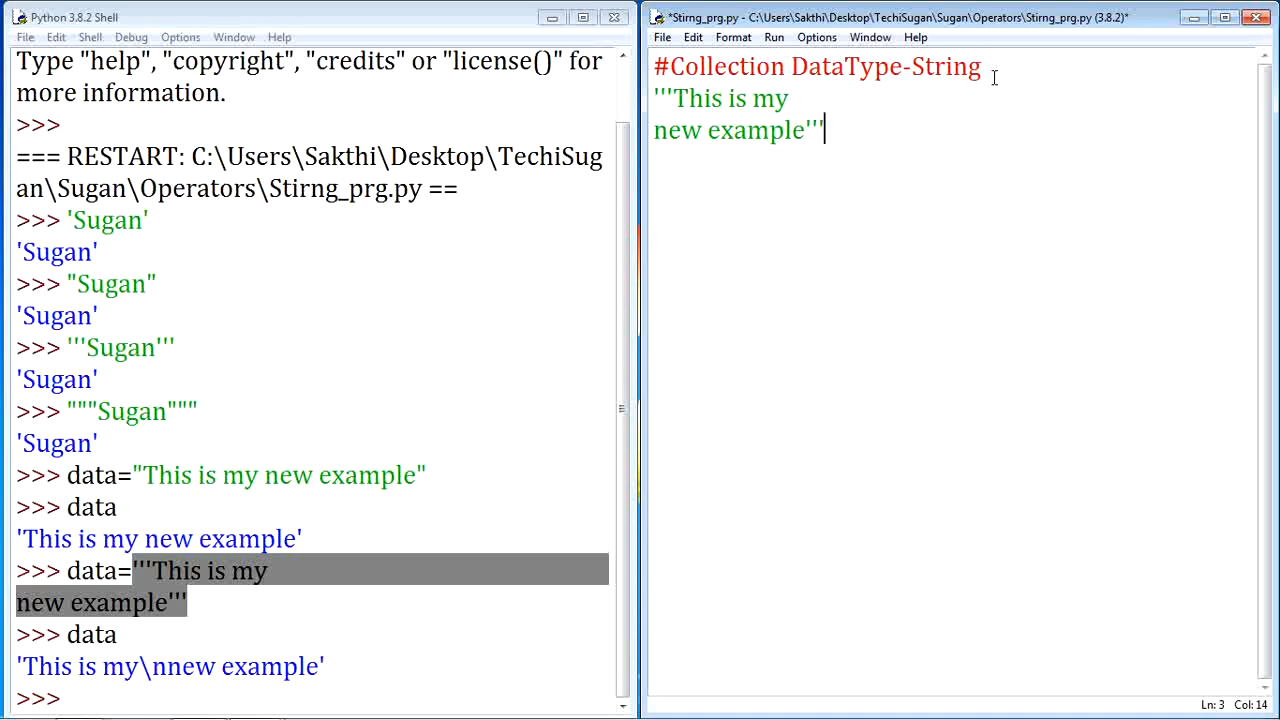 Python 3.8.2 Shell
File Edit Shell Debug Options Window Help
Type "help", "copyright", "credits" or "license()" for
more information.
>>>
=== RESTART: C:\Users\Sakthi\Desktop\TechiSug
an\Sugan\Operators\Stirng_prg.py ==
>>> 'Sugan'
'Sugan'
>>> "Sugan"
'Sugan'
>>> '''Sugan'''
'Sugan'
>>> """Sugan"""
'Sugan'
>>> data="This is my new example"
>>> data
'This is my new example'
>>> data='''This is my
new example'''
>>> data
'This is my\nnew example'
>>>
*Stirng_prg.py - C:\Users\Sakthi\Desktop\TechiSugan\Sugan\Operators\Stirng_prg.py (3.8.2)*
File Edit Format Run Options Window Help
#Collection DataType-String
'''This is my
new example'''
Ln: 3 Col: 14